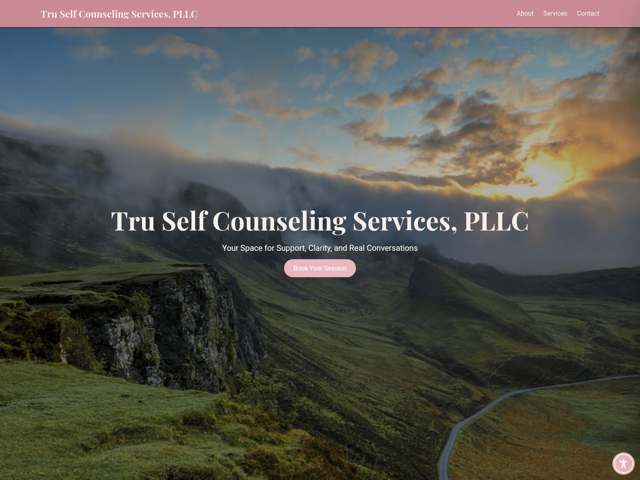 Tru Self Counseling Services, PLLC
About Services Contact
Tru Self Counseling Services, PLLC
Your Space for Support, Clarity, and Real Conversations
Book Your Session